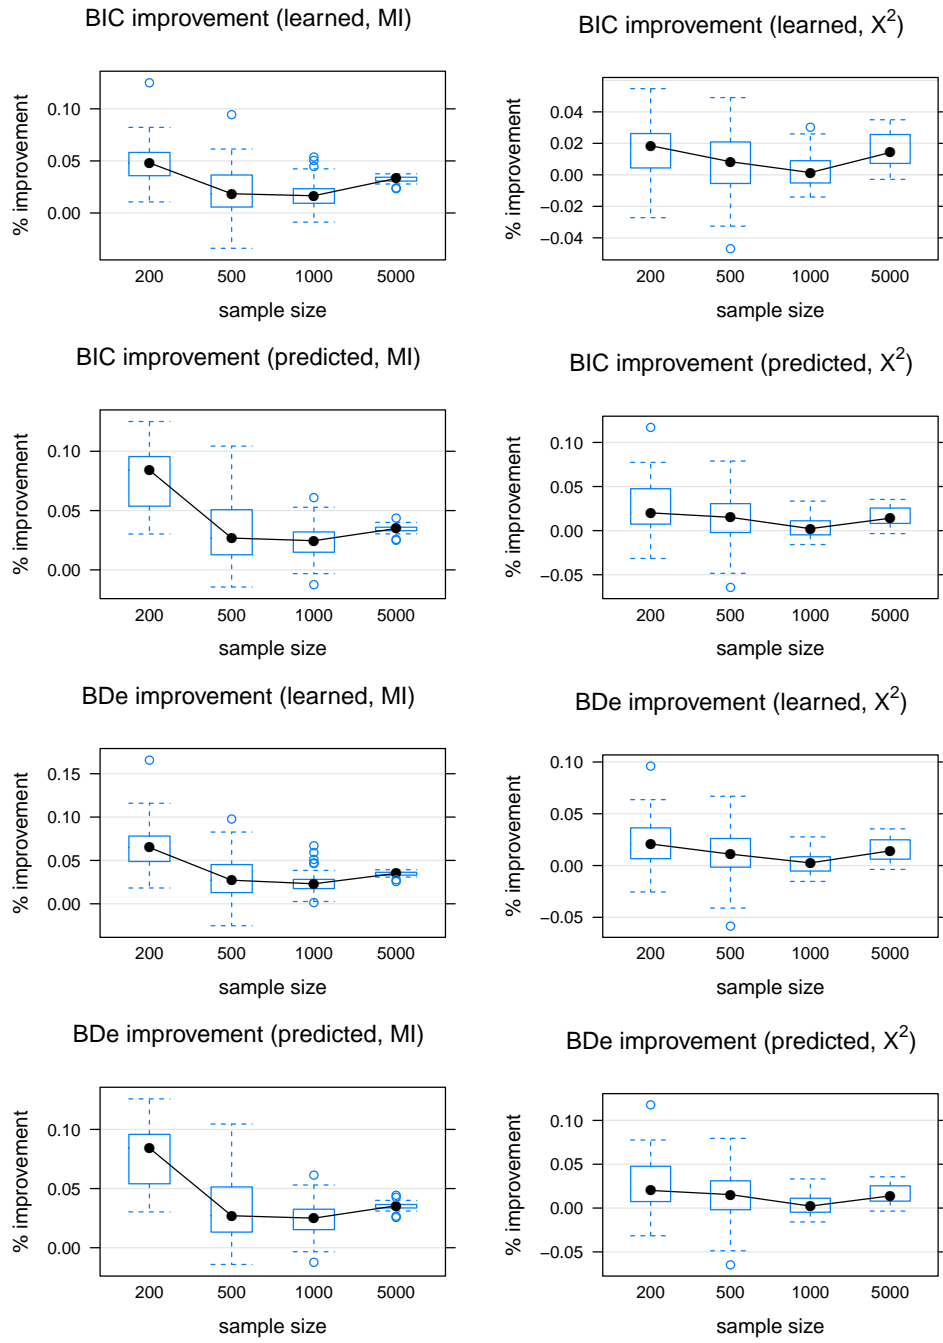 BIC improvement (learned, MI)
% improvement
0.10
0.05
0.00
200 500 1000 5000
sample size
BIC improvement (learned, X²)
% improvement
0.04
0.02
0.00
−0.02
−0.04
200 500 1000 5000
sample size
BIC improvement (predicted, MI)
% improvement
0.10
0.05
0.00
200 500 1000 5000
sample size
BIC improvement (predicted, X²)
% improvement
0.10
0.05
0.00
−0.05
200 500 1000 5000
sample size
BDe improvement (learned, MI)
% improvement
0.15
0.10
0.05
0.00
200 500 1000 5000
sample size
BDe improvement (learned, X²)
% improvement
0.10
0.05
0.00
−0.05
200 500 1000 5000
sample size
BDe improvement (predicted, MI)
% improvement
0.10
0.05
0.00
200 500 1000 5000
sample size
BDe improvement (predicted, X²)
% improvement
0.10
0.05
0.00
−0.05
200 500 1000 5000
sample size